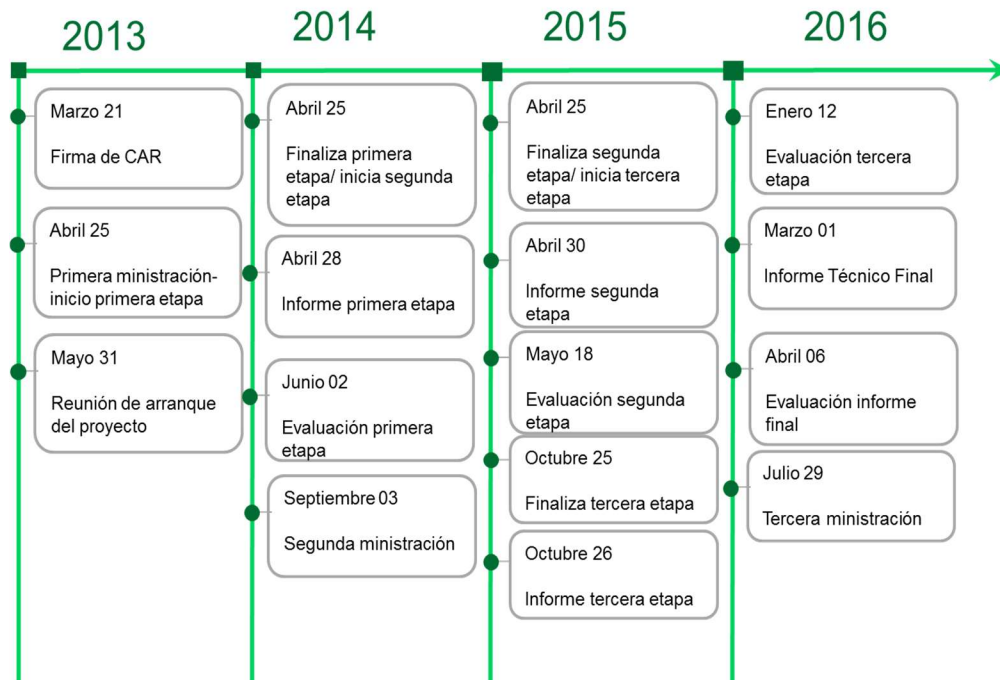 2013
Marzo 21
Firma de CAR
Abril 25
Primera ministración-
inicio primera etapa
Mayo 31
Reunión de arranque
del proyecto
2014
Abril 25
Finaliza primera
etapa/ inicia segunda
etapa
Abril 28
Informe primera etapa
Junio 02
Evaluación primera
etapa
Septiembre 03
Segunda ministración
2015
Abril 25
Finaliza segunda
etapa/ inicia tercera
etapa
Abril 30
Informe segunda
etapa
Mayo 18
Evaluación segunda
etapa
Octubre 25
Finaliza tercera etapa
Octubre 26
Informe tercera etapa
2016
Enero 12
Evaluación tercera
etapa
Marzo 01
Informe Técnico Final
Abril 06
Evaluación informe
final
Julio 29
Tercera ministración